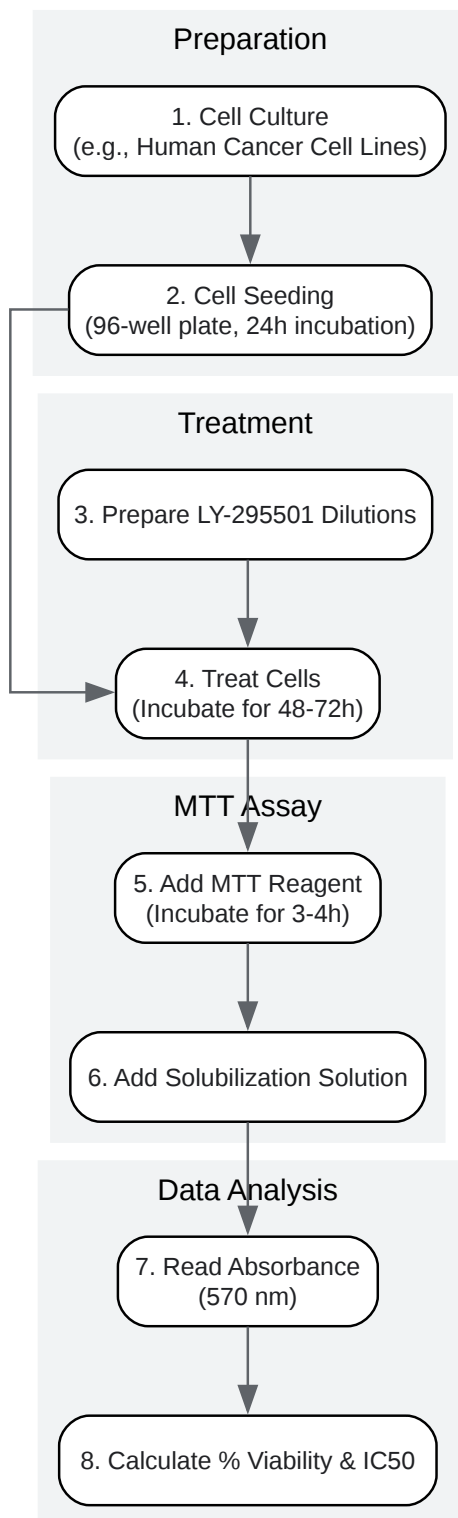 Preparation
1. Cell Culture
(e.g., Human Cancer Cell Lines)
2. Cell Seeding
(96-well plate, 24h incubation)
Treatment
3. Prepare LY-295501 Dilutions
4. Treat Cells
(Incubate for 48-72h)
MTT Assay
5. Add MTT Reagent
(Incubate for 3-4h)
6. Add Solubilization Solution
Data Analysis
7. Read Absorbance
(570 nm)
8. Calculate % Viability & IC50